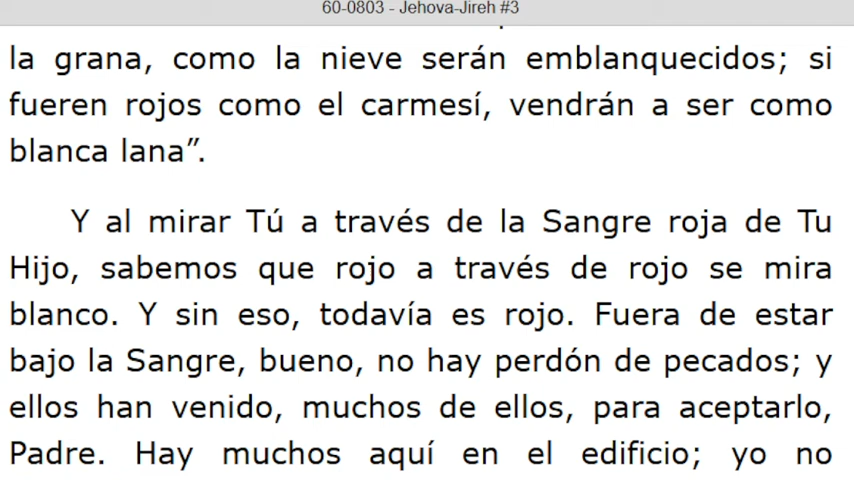 60-0803 - Jehova-Jireh #3
la grana, como la nieve serán emblanquecidos; si
fueren rojos como el carmesí, vendrán a ser como
blanca lana”.
Y al mirar Tú a través de la Sangre roja de Tu
Hijo, sabemos que rojo a través de rojo se mira
blanco. Y sin eso, todavía es rojo. Fuera de estar
bajo la Sangre, bueno, no hay perdón de pecados; y
ellos han venido, muchos de ellos, para aceptarlo,
Padre. Hay muchos aquí en el edificio; yo no